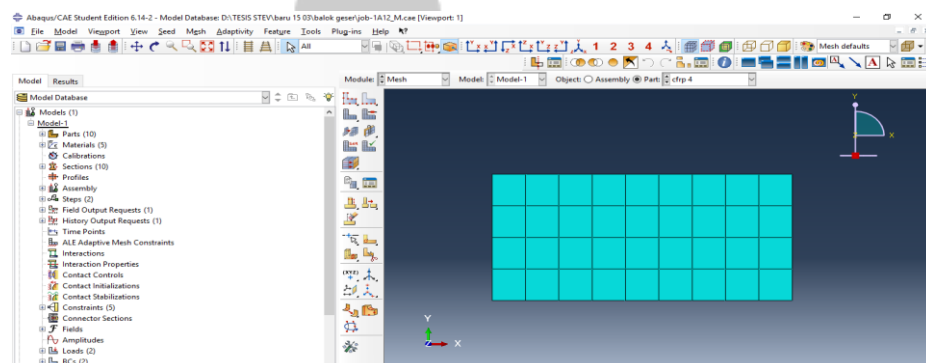 Abaqus/CAE Student Edition 6.14-2 - Model Database: D:\TESIS STEV\baru 15 03\balok geser\job-1A12_M.cae [Viewport: 1]
File Model Viewport View Seed Mesh Adaptivity Feature Tools Plug-ins Help
All
1 2 3 4
Mesh defaults
Model Results
Module: Mesh Model: Model-1 Object: Assembly Part: cfrp 4
Model Database
Models (1)
Model-1
Parts (10)
Materials (5)
Calibrations
Sections (10)
Profiles
Assembly
Steps (2)
Field Output Requests (1)
History Output Requests (1)
Time Points
ALE Adaptive Mesh Constraints
Interactions
Interaction Properties
Contact Controls
Contact Initializations
Contact Stabilizations
Constraints (5)
Connector Sections
Fields
Amplitudes
Loads (2)
BCs (2)
(XYZ)
Y
X
Y
X